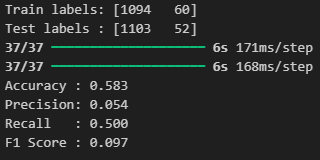 Train labels: [1094   60]
Test labels : [1103   52]
37/37 ━━━━━━━━━━━━━━━━━━━━ 6s 171ms/step
37/37 ━━━━━━━━━━━━━━━━━━━━ 6s 168ms/step
Accuracy : 0.583
Precision: 0.054
Recall   : 0.500
F1 Score : 0.097